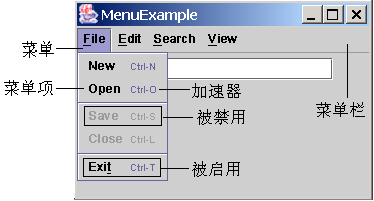 MenuExample
菜单
File Edit Search View
New Ctrl-N
菜单项
Open Ctrl-O
加速器
菜单栏
Save Ctrl-S
被禁用
Close Ctrl-L
Exit Ctrl-T
被启用